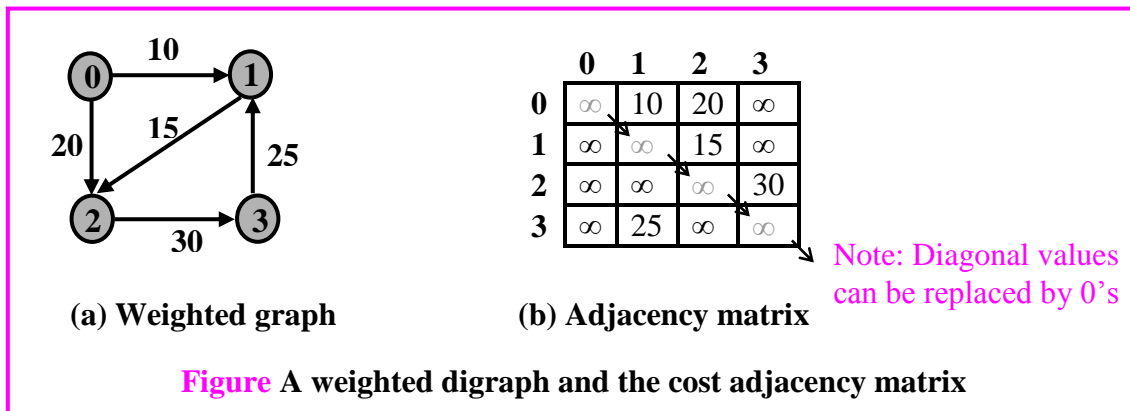 10
0 1
20
15
25
2 3
30
0 1 2 3
0 ∞ 10 20 ∞
1 ∞ ∞ 15 ∞
2 ∞ ∞ ∞ 30
3 ∞ 25 ∞ ∞
Note: Diagonal values
can be replaced by 0’s
(a) Weighted graph
(b) Adjacency matrix
Figure A weighted digraph and the cost adjacency matrix